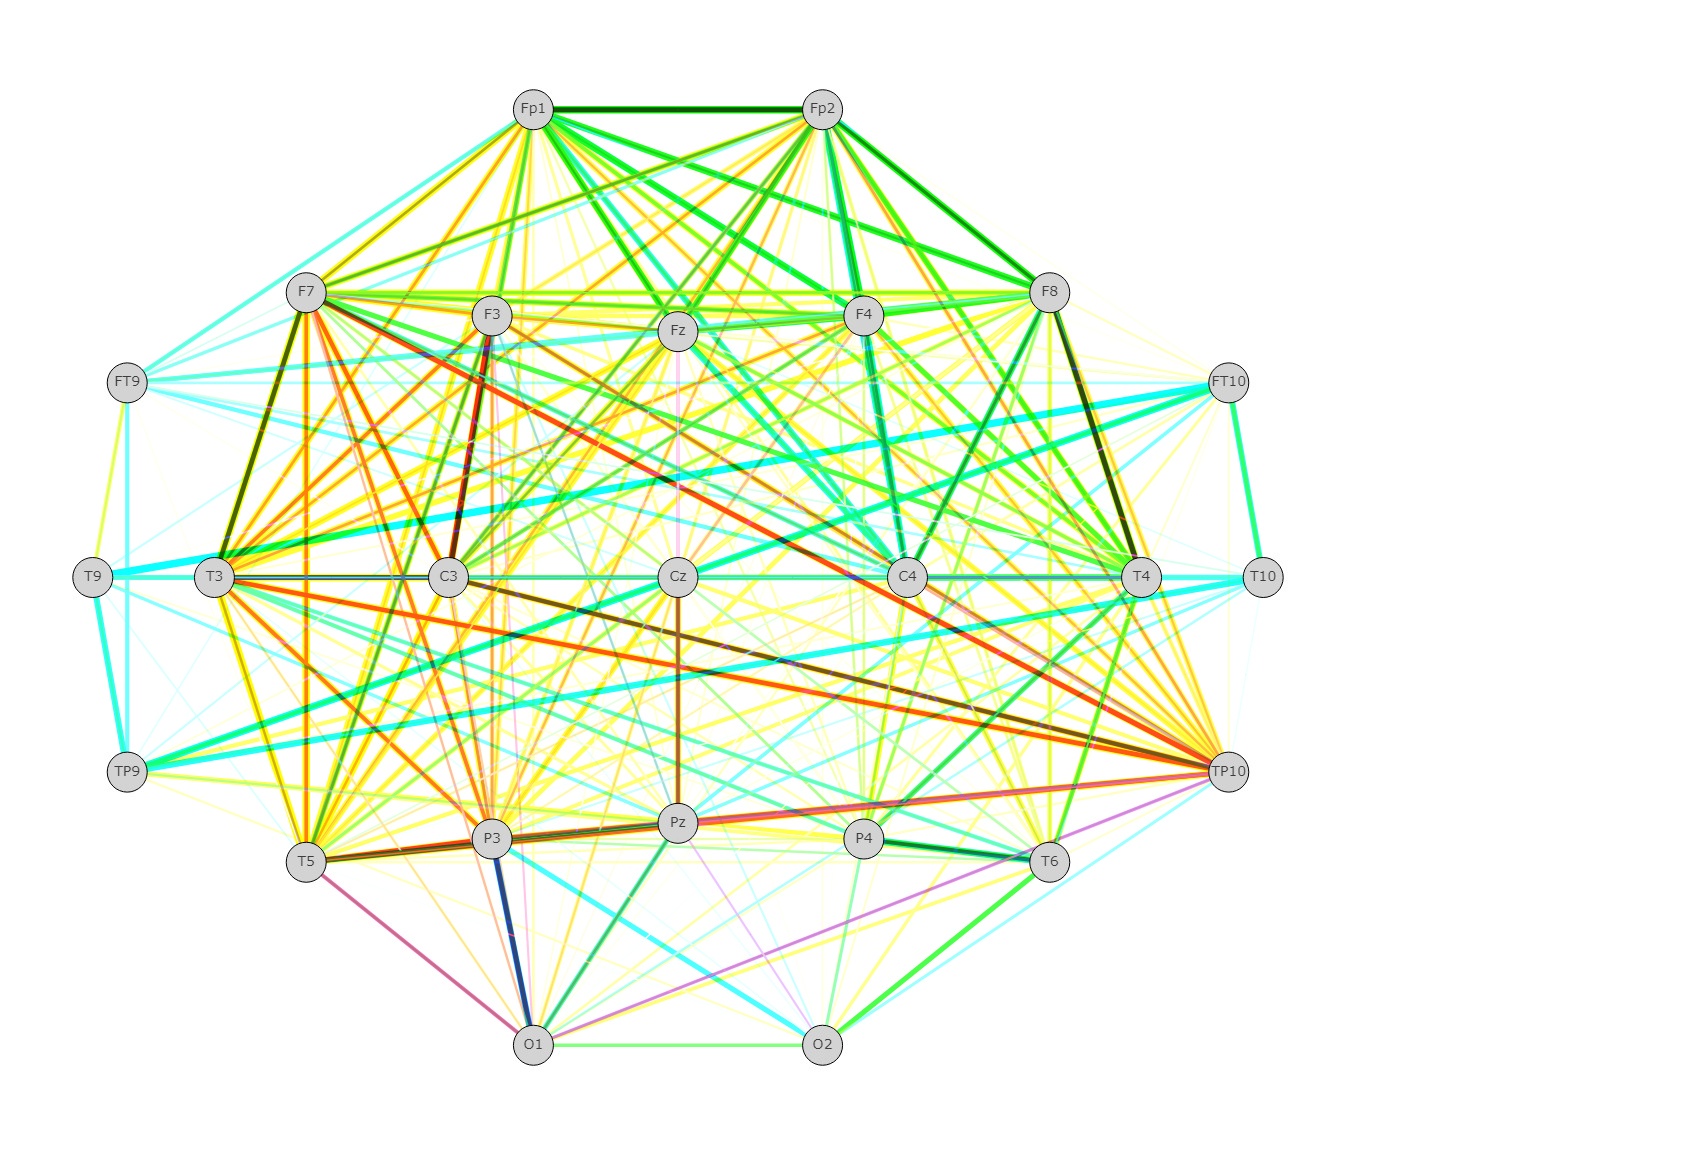 Fp1 Fp2
F7 F3 Fz F4 F8
FT9 FT10
T9 T3 C3 Cz C4 T4 T10
TP9 TP10
T5 P3 Pz P4 T6
O1 O2